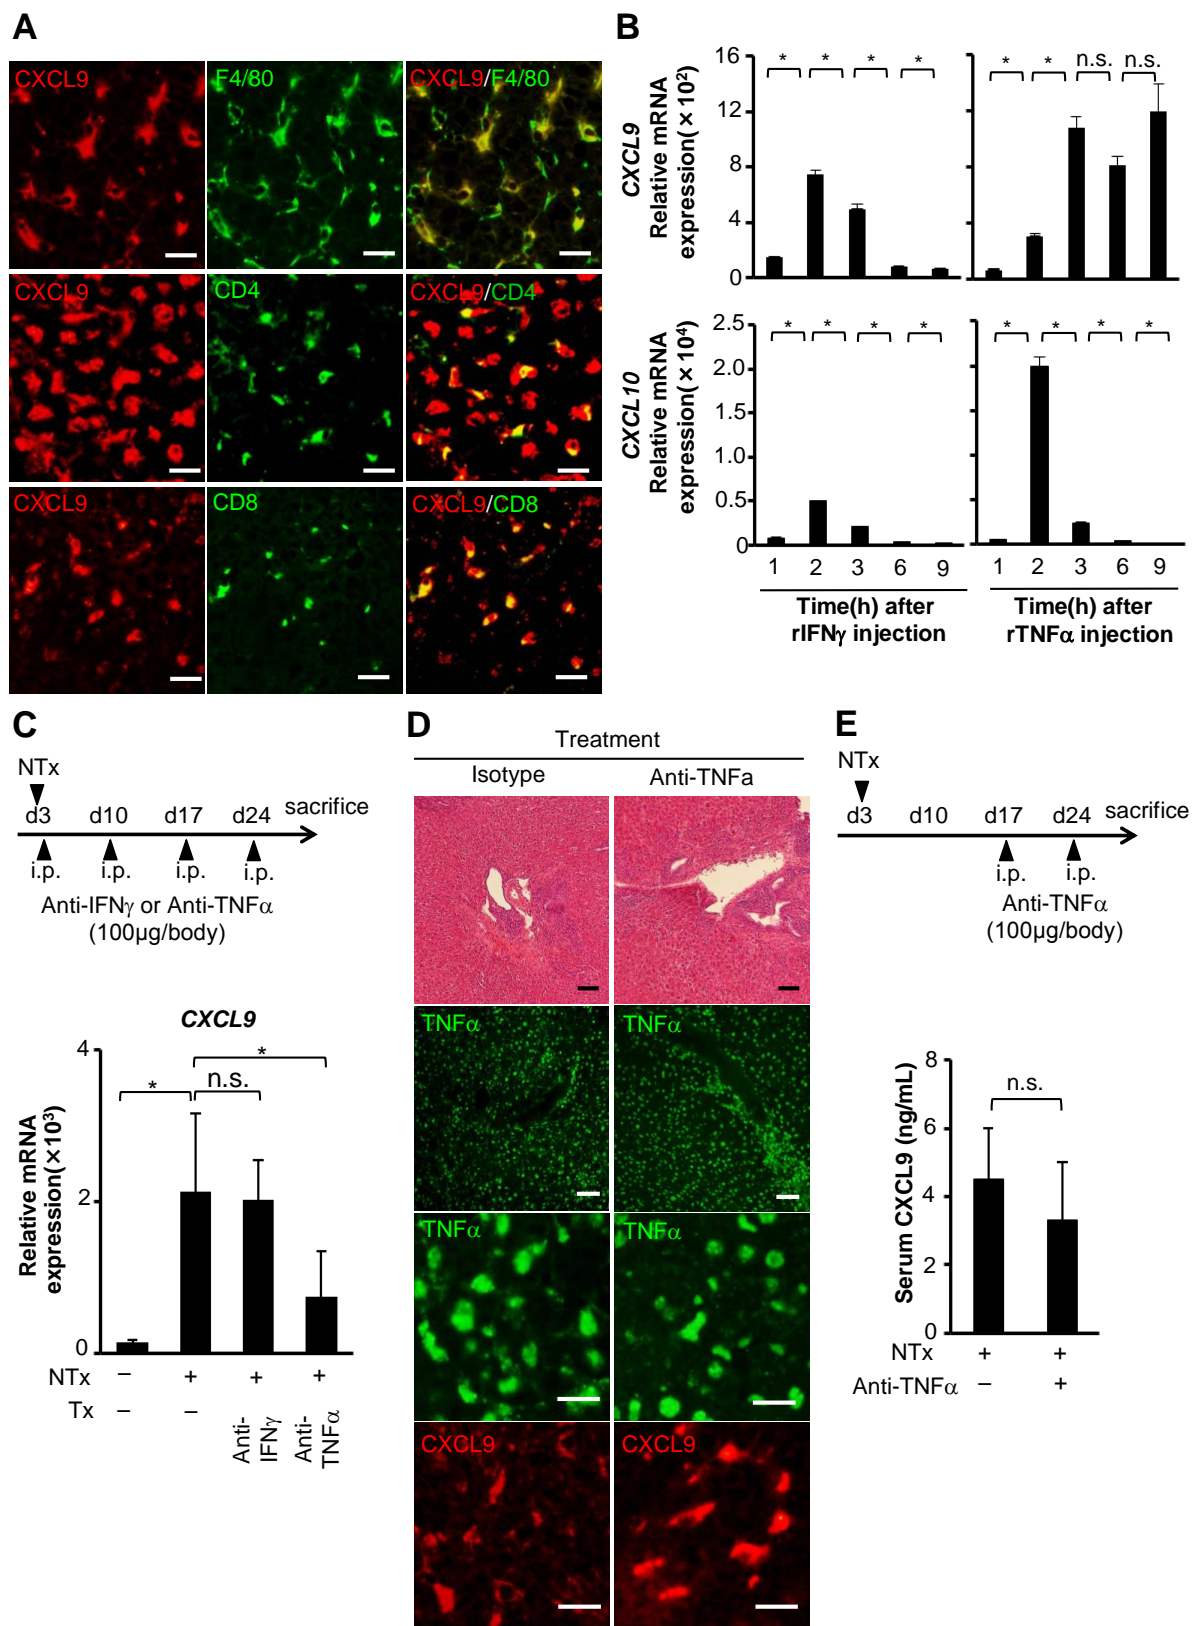 A
CXCL9
F4/80
CXCL9/F4/80
CXCL9
CD4
CXCL9/CD4
CXCL9
CD8
CXCL9/CD8
B
CXCL9
Relative mRNA
expression(×10²)
16
12
8
4
0
* * * *
* * n.s. n.s.
CXCL10
Relative mRNA
expression(×10⁴)
2.5
2.0
1.5
1.0
0.5
0
* * * *
* * * *
1 2 3 6 9
1 2 3 6 9
Time(h) after
rIFNγ injection
Time(h) after
rTNFα injection
C
NTx
d3 d10 d17 d24 sacrifice
i.p. i.p. i.p. i.p.
Anti-IFNγ or Anti-TNFα
(100μg/body)
CXCL9
Relative mRNA
expression(×10³)
4
2
0
*
n.s.
*
NTx − + + +
Tx − − Anti-IFNγ Anti-TNFα
D
Treatment
Isotype Anti-TNFa
TNFα TNFα
TNFα TNFα
CXCL9 CXCL9
E
NTx
d3 d10 d17 d24 sacrifice
i.p. i.p.
Anti-TNFα
(100μg/body)
Serum CXCL9 (ng/mL)
8
6
4
2
0
n.s.
NTx + +
Anti-TNFα − +